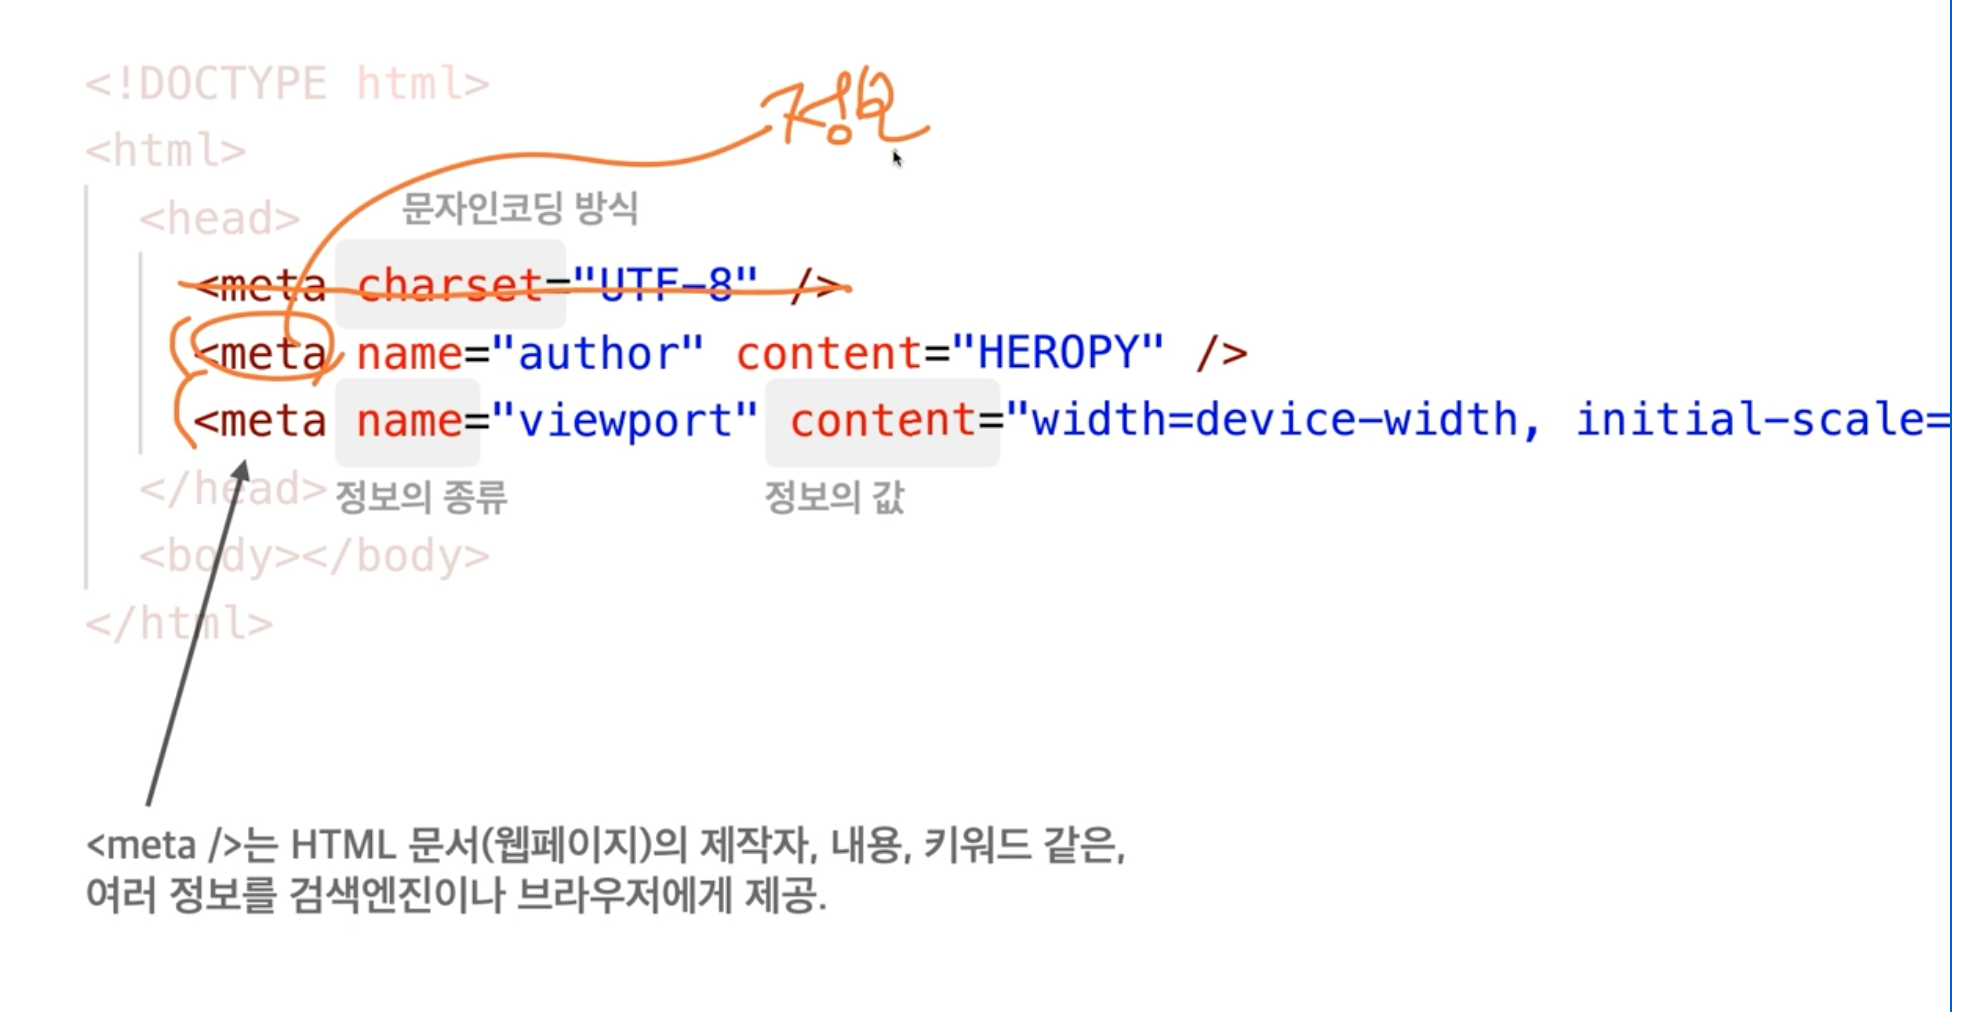 <!DOCTYPE html>
정보
<html>
<head>
문자인코딩 방식
<meta charset="UTF-8" />
<meta name="author" content="HEROPY" />
<meta name="viewport" content="width=device-width, initial-scale=
</head>
정보의 종류
정보의 값
<body></body>
</html>
<meta />는 HTML 문서(웹페이지)의 제작자, 내용, 키워드 같은,
여러 정보를 검색엔진이나 브라우저에게 제공.